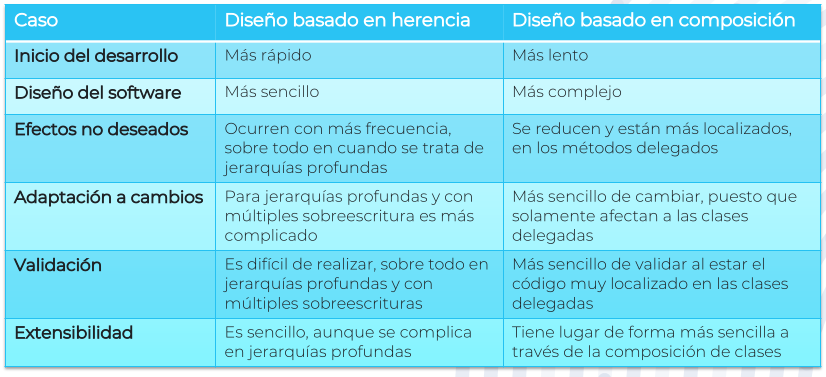 Caso Diseño basado en herencia Diseño basado en composición
Inicio del desarrollo Más rápido Más lento
Diseño del software Más sencillo Más complejo
Efectos no deseados Ocurren con más frecuencia, Se reducen y están más localizados,
sobre todo en cuando se trata de en los métodos delegados
jerarquías profundas
Adaptación a cambios Para jerarquías profundas y con Más sencillo de cambiar, puesto que
múltiples sobreescritura es más solamente afectan a las clases
complicado delegadas
Validación Es difícil de realizar, sobre todo en Más sencillo de validar al estar el
jerarquías profundas y con código muy localizado en las clases
múltiples sobreescrituras delegadas
Extensibilidad Es sencillo, aunque se complica Tiene lugar de forma más sencilla a
en jerarquías profundas través de la composición de clases